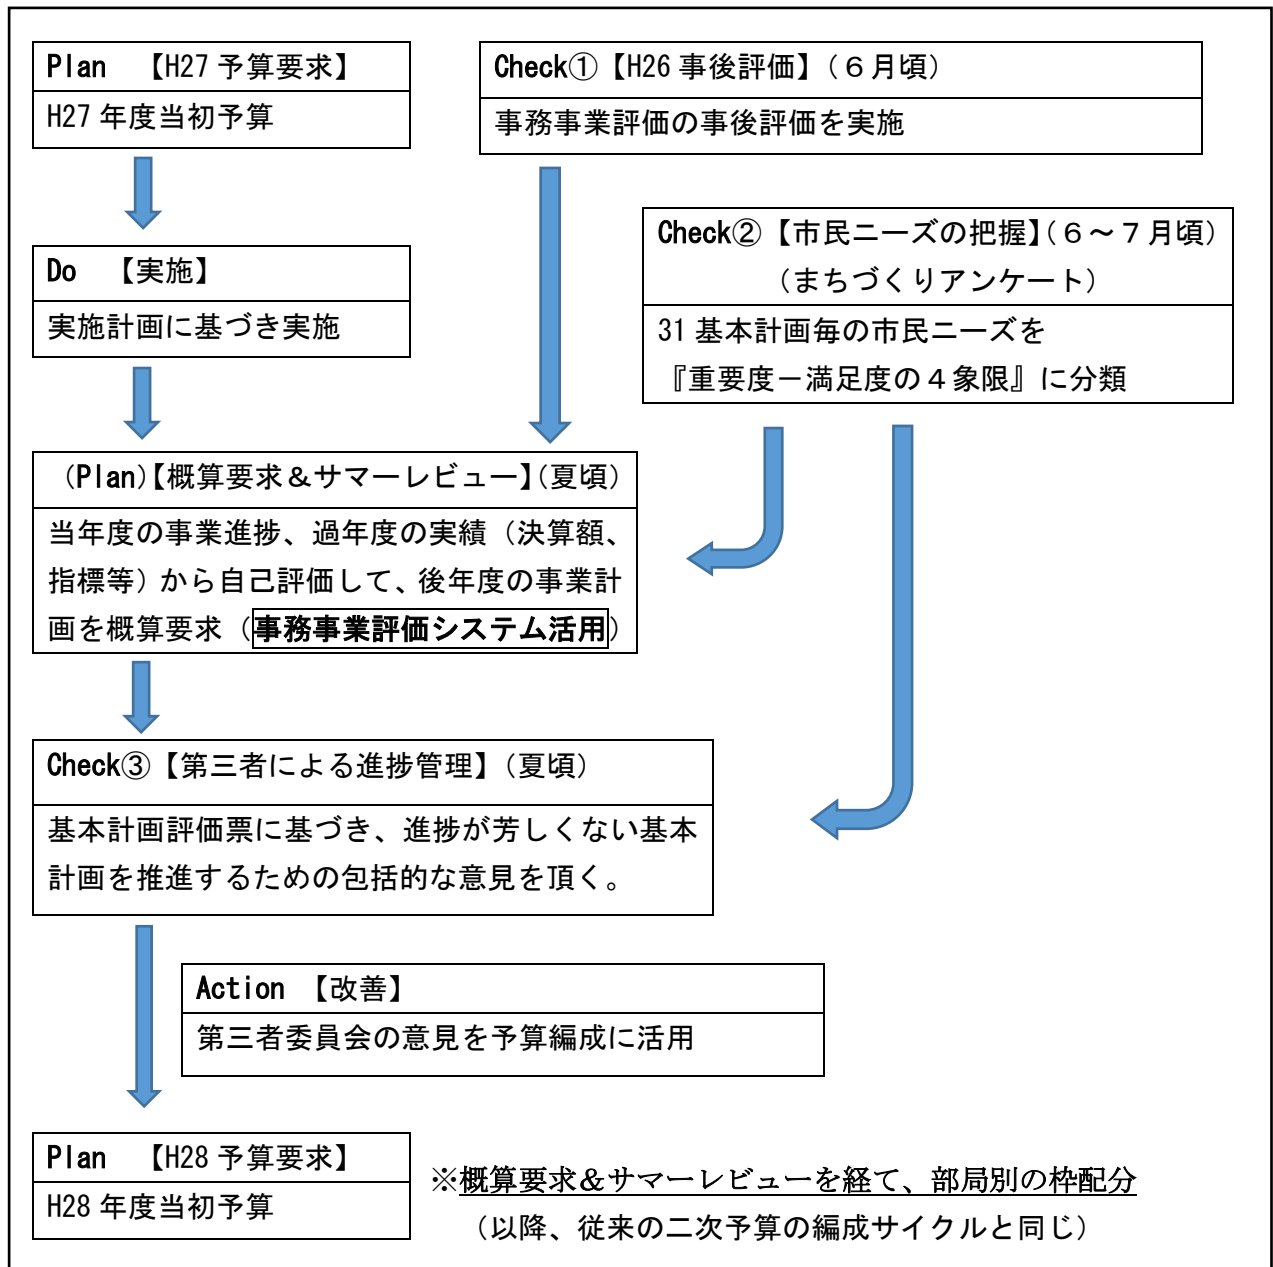 Plan 【H27 予算要求】
H27 年度当初予算
Check①【H26 事後評価】（６月頃）
事務事業評価の事後評価を実施
Check②【市民ニーズの把握】（６～７月頃）
（まちづくりアンケート）
31 基本計画毎の市民ニーズを
『重要度－満足度の４象限』に分類
Do 【実施】
実施計画に基づき実施
（Plan）【概算要求＆サマーレビュー】（夏頃）
当年度の事業進捗、過年度の実績（決算額、
指標等）から自己評価して、後年度の事業計
画を概算要求（事務事業評価システム活用）
Check③【第三者による進捗管理】（夏頃）
基本計画評価票に基づき、進捗が芳しくない基本
計画を推進するための包括的な意見を頂く。
Action 【改善】
第三者委員会の意見を予算編成に活用
Plan 【H28 予算要求】
H28 年度当初予算
※概算要求＆サマーレビューを経て、部局別の枠配分
（以降、従来の二次予算の編成サイクルと同じ）